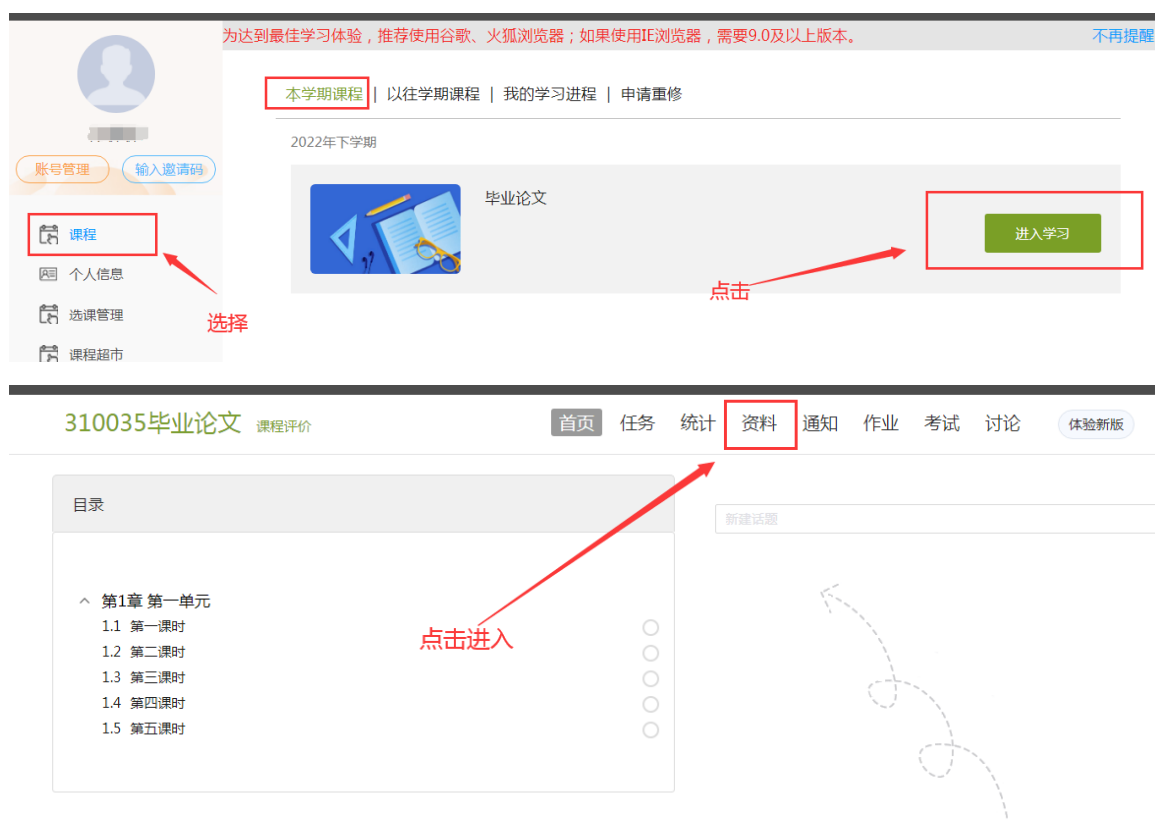 为达到最佳学习体验，推荐使用谷歌、火狐浏览器；如果使用IE浏览器，需要9.0及以上版本。 不再提醒
本学期课程 | 以往学期课程 | 我的学习进程 | 申请重修
2022年下学期
账号管理 输入邀请码
毕业论文
进入学习
课程
个人信息
点击
选课管理
选择
课程超市
310035毕业论文 课程评价 首页 任务 统计 资料 通知 作业 考试 讨论 体验新版
目录
新建话题
第1章 第一单元
1.1 第一课时
点击进入
1.2 第二课时
1.3 第三课时
1.4 第四课时
1.5 第五课时